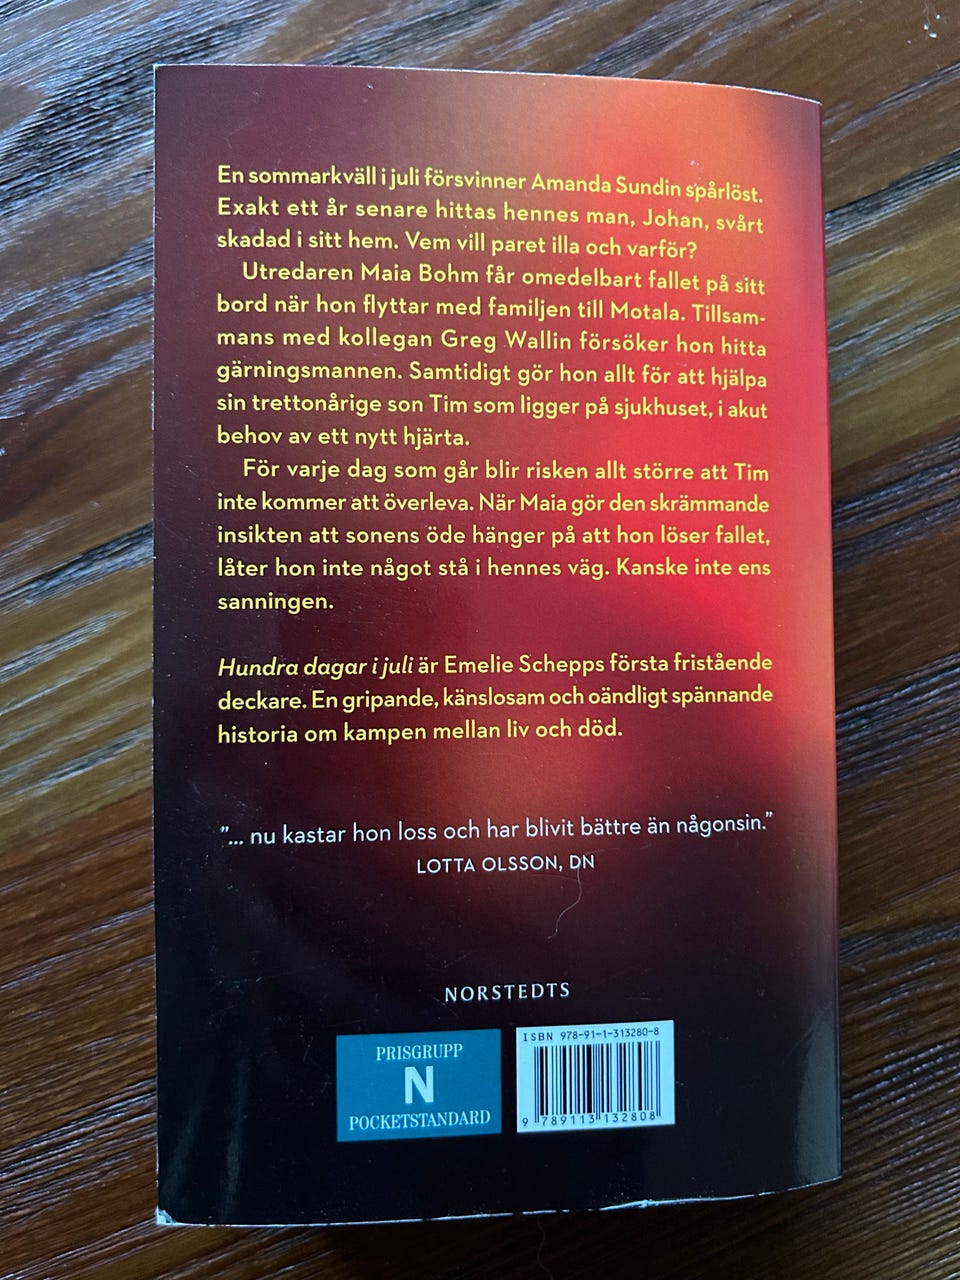 En sommarkväll i juli försvinner Amanda Sundin spårlöst.
Exakt ett år senare hittas hennes man, Johan, svårt
skadad i sitt hem. Vem vill paret illa och varför?
Utredaren Maia Bohm får omedelbart fallet på sitt
bord när hon flyttar med familjen till Motala. Tillsam-
mans med kollegan Greg Wallin försöker hon hitta
gärningsmannen. Samtidigt gör hon allt för att hjälpa
sin trettonårige son Tim som ligger på sjukhuset, i akut
behov av ett nytt hjärta.
För varje dag som går blir risken allt större att Tim
inte kommer att överleva. När Maia gör den skrämmande
insikten att sonens öde hänger på att hon löser fallet,
låter hon inte något stå i hennes väg. Kanske inte ens
sanningen.
Hundra dagar i juli är Emelie Schepps första fristående
deckare. En gripande, känslosam och oändligt spännande
historia om kampen mellan liv och död.
”... nu kastar hon loss och har blivit bättre än någonsin.”
LOTTA OLSSON, DN
NORSTEDTS
PRISGRUPP
N
POCKETSTANDARD
ISBN 978-91-1-313280-8
9 789113 132808